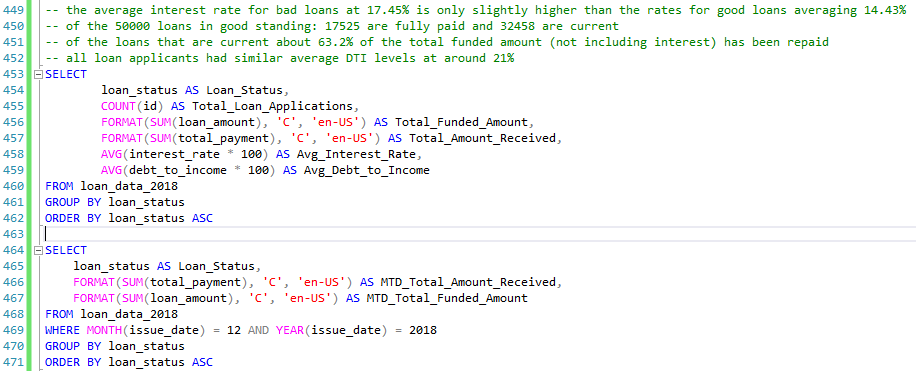 449 -- the average interest rate for bad loans at 17.45% is only slightly higher than the rates for good loans averaging 14.43%
450 -- of the 50000 loans in good standing: 17525 are fully paid and 32458 are current
451 -- of the loans that are current about 63.2% of the total funded amount (not including interest) has been repaid
452 -- all loan applicants had similar average DTI levels at around 21%
453 SELECT
454 loan_status AS Loan_Status,
455 COUNT(id) AS Total_Loan_Applications,
456 FORMAT(SUM(loan_amount), 'C', 'en-US') AS Total_Funded_Amount,
457 FORMAT(SUM(total_payment), 'C', 'en-US') AS Total_Amount_Received,
458 AVG(interest_rate * 100) AS Avg_Interest_Rate,
459 AVG(debt_to_income * 100) AS Avg_Debt_to_Income
460 FROM loan_data_2018
461 GROUP BY loan_status
462 ORDER BY loan_status ASC
463
464 SELECT
465 loan_status AS Loan_Status,
466 FORMAT(SUM(total_payment), 'C', 'en-US') AS MTD_Total_Amount_Received,
467 FORMAT(SUM(loan_amount), 'C', 'en-US') AS MTD_Total_Funded_Amount
468 FROM loan_data_2018
469 WHERE MONTH(issue_date) = 12 AND YEAR(issue_date) = 2018
470 GROUP BY loan_status
471 ORDER BY loan_status ASC